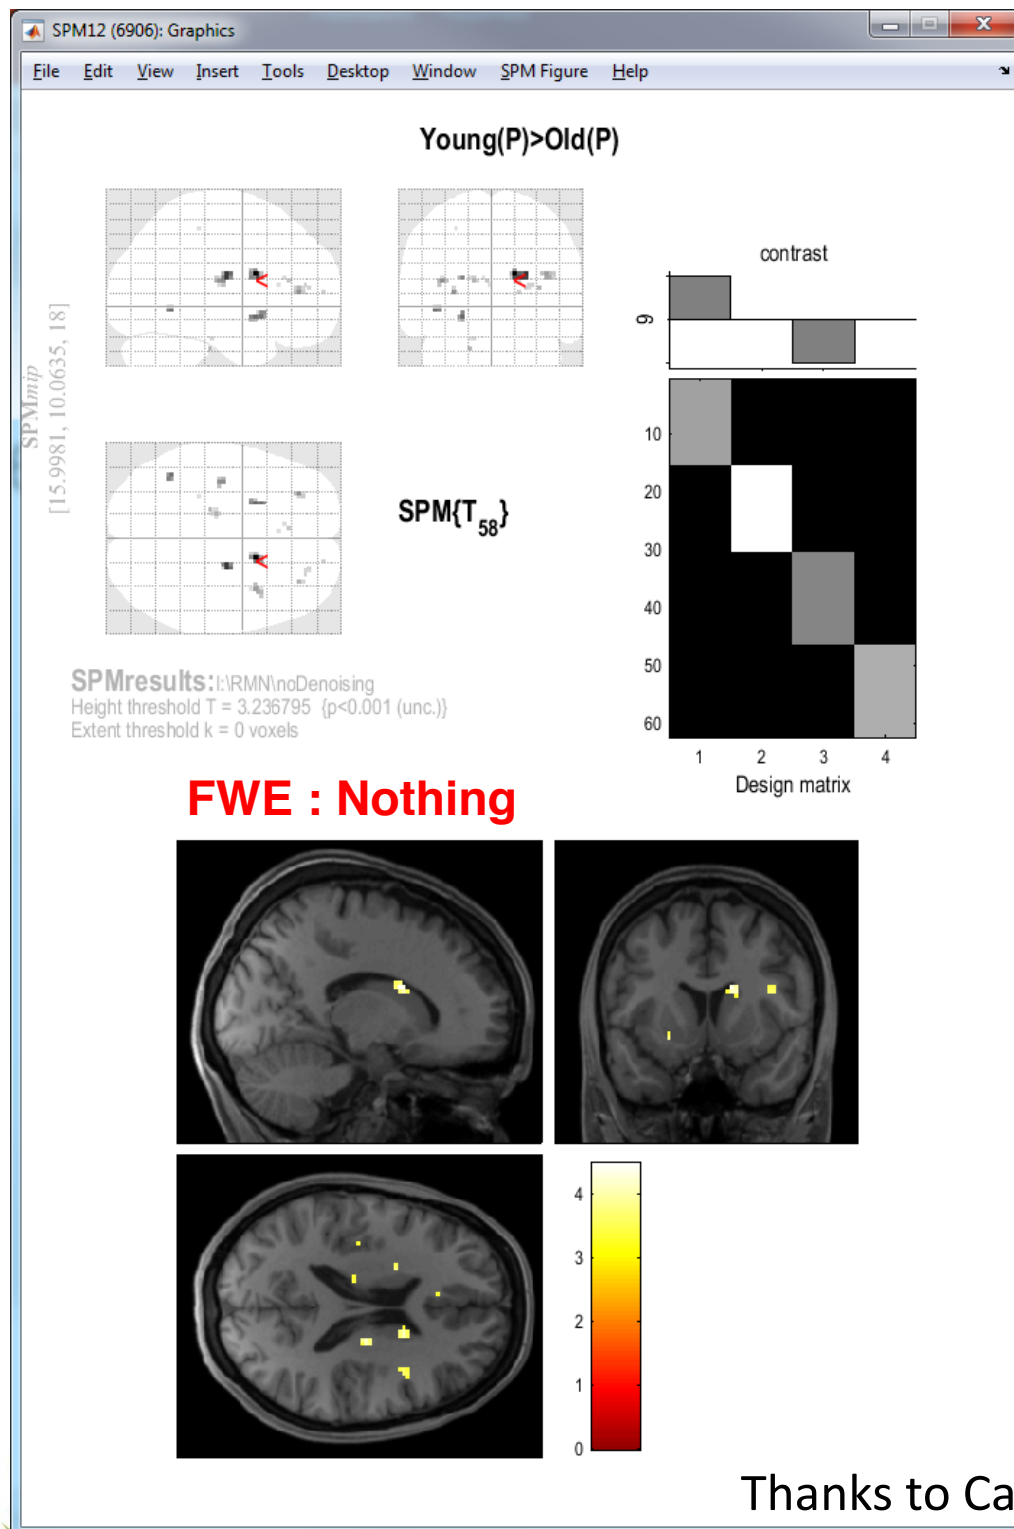 SPM12 (6906): Graphics
File Edit View Insert Tools Desktop Window SPM Figure Help
Young(P)>Old(P)
SPMmip
[15.9981, 10.0635, 18]
<
<
<
SPM{T58}
contrast
9
10
20
30
40
50
60
1 2 3 4
Design matrix
SPMresults: I:\RMN\noDenoising
Height threshold T = 3.236795 {p<0.001 (unc.)}
Extent threshold k = 0 voxels
FWE : Nothing
4
3
2
1
0
Thanks to Ca